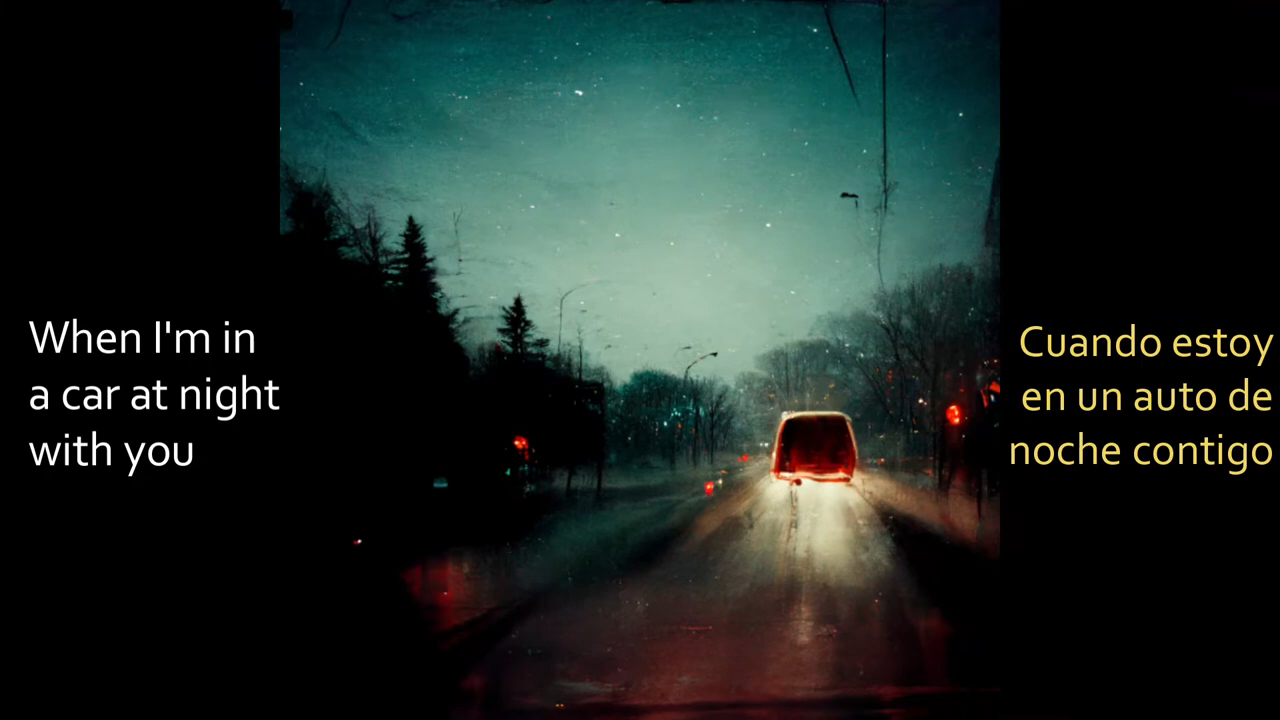 When I'm in
a car at night
with you
Cuando estoy
en un auto de
noche contigo